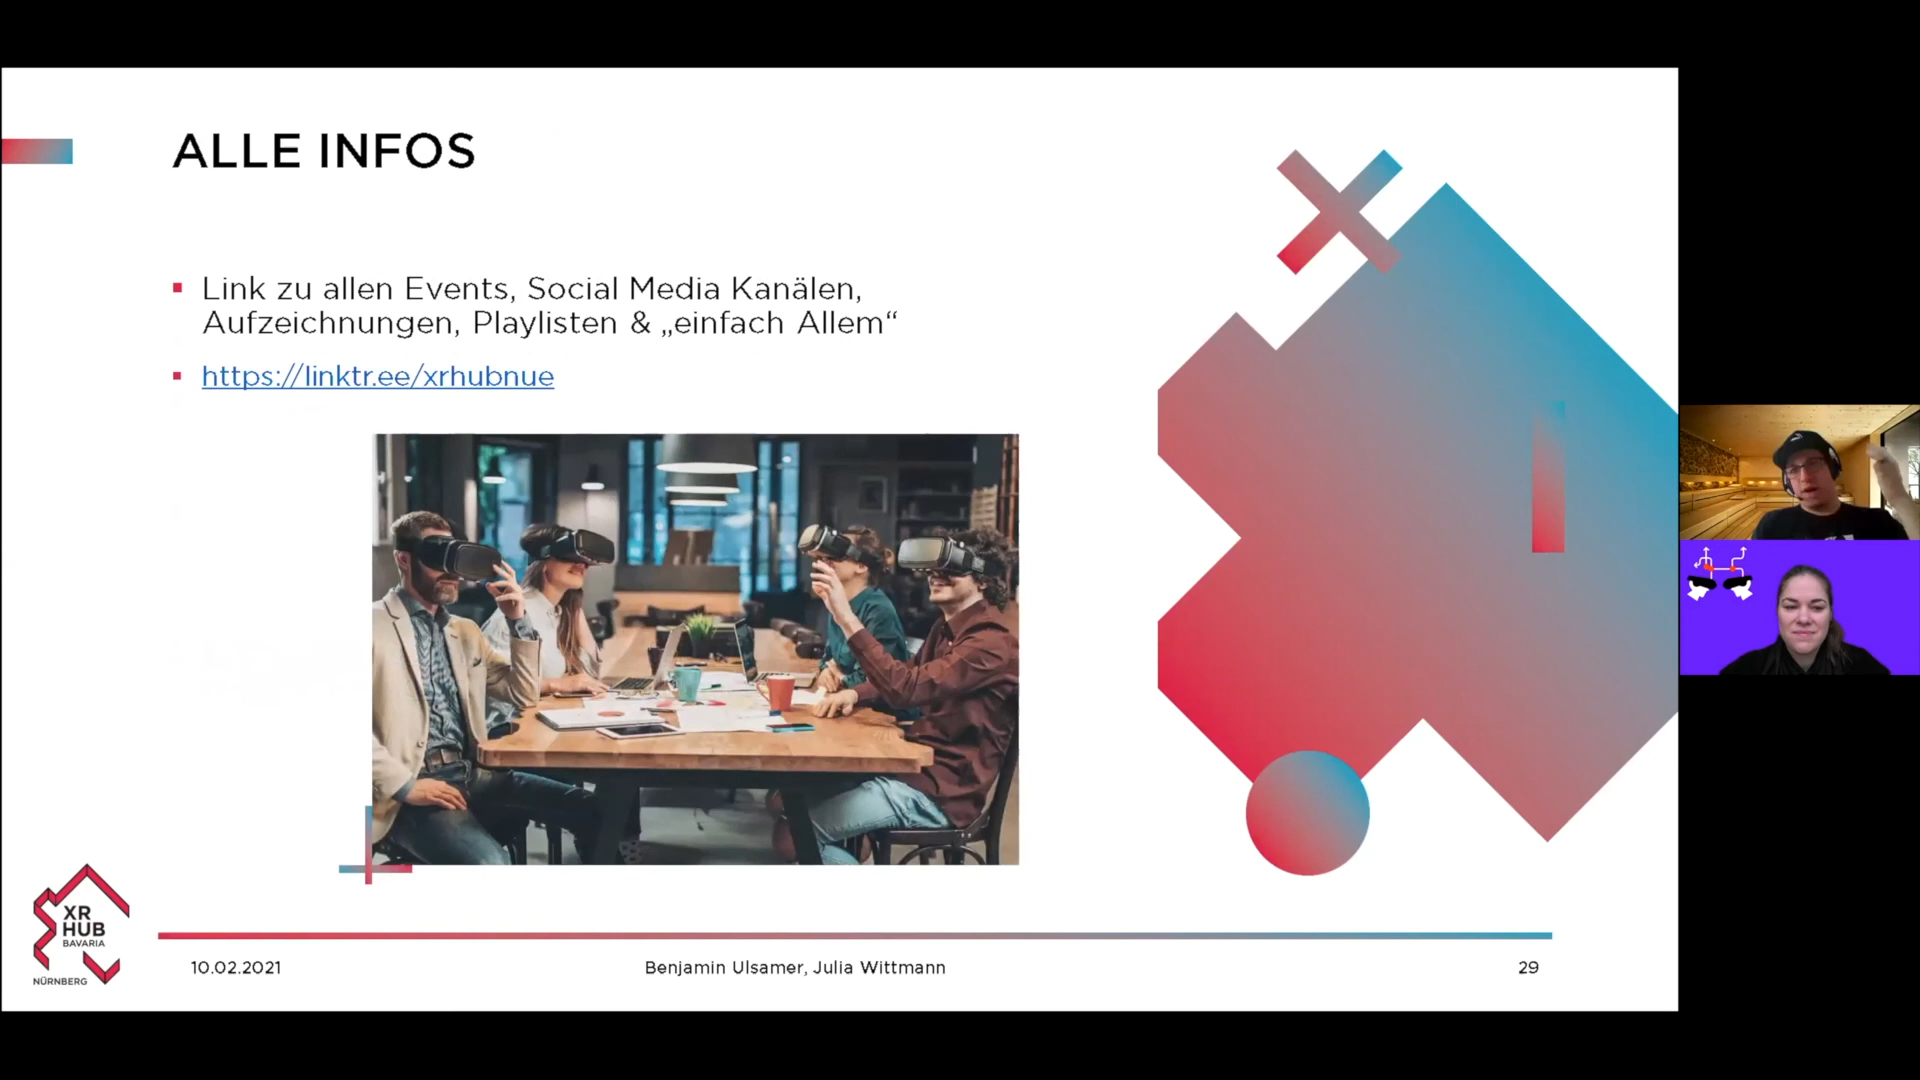 ALLE INFOS
Link zu allen Events, Social Media Kanälen,
Aufzeichnungen, Playlisten & „einfach Allem“
https://linktr.ee/xrhubnue
XR
HUB
BAVARIA
NÜRNBERG
10.02.2021
Benjamin Ulsamer, Julia Wittmann
29